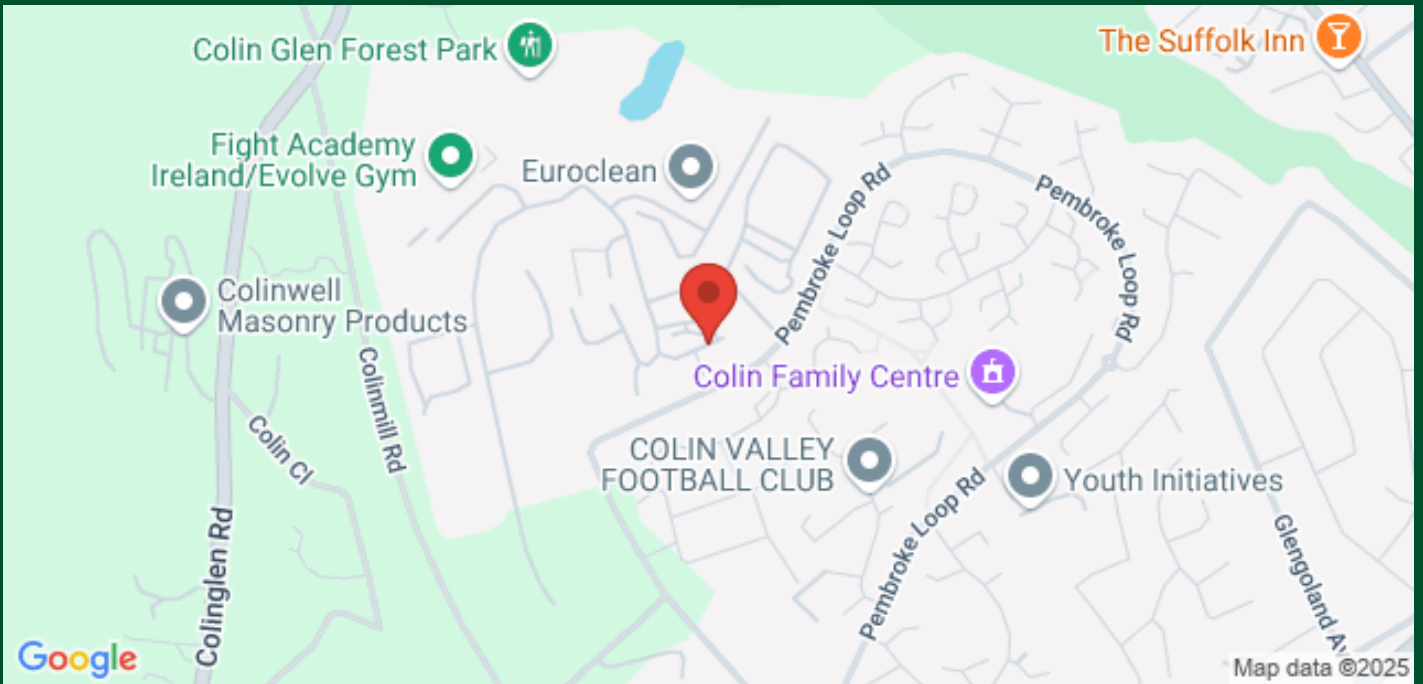 The Suffolk Inn
Colin Glen Forest Park
Fight Academy
Ireland/Evolve Gym
Euroclean
Pembroke Loop Rd
Pembroke Loop Rd
Colinwell
Masonry Products
Colinmill Rd
Colin Family Centre
Colin Cl
COLIN VALLEY
FOOTBALL CLUB
Youth Initiatives
Pembroke Loop Rd
Colinglen Rd
Glengoland Av
Google
Map data ©2025